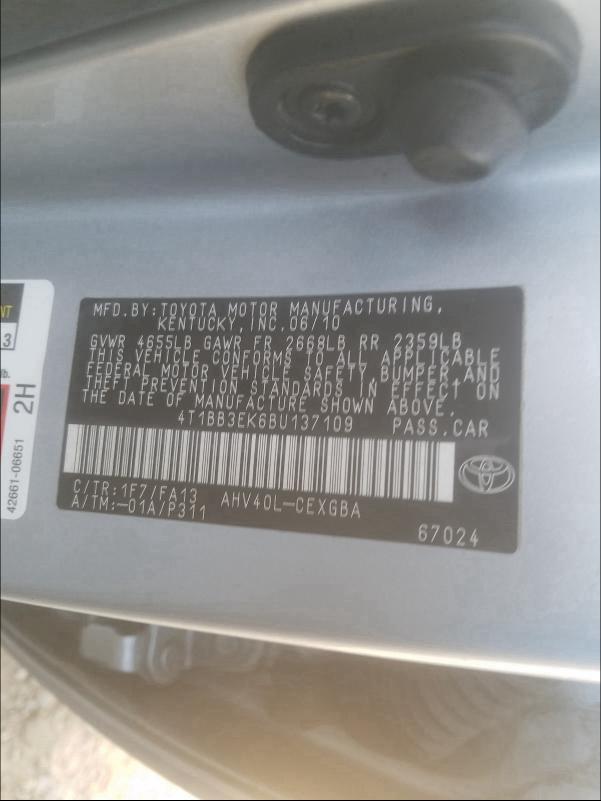 MFD.BY:TOYOTA MOTOR MANUFACTURING,
KENTUCKY, INC.06/10
GVWR 4655LB GAWR FR 2668LB RR 2359LB
THIS VEHICLE CONFORMS TO ALL APPLICABLE
FEDERAL MOTOR VEHICLE SAFETY,BUMPER,AND
THEFT PREVENTION STANDARDS IN EFFECT ON
THE DATE OF MANUFACTURE SHOWN ABOVE.
4T1BB3EK6BU137109 PASS.CAR
C/TR:1F7/FA13 AHV40L-CEXGBA
A/TM:-01A/P311
67024
NT
3
2H
42661-06651